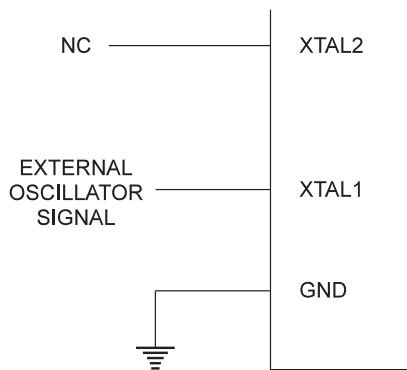 NC
XTAL2
EXTERNAL
OSCILLATOR
SIGNAL
XTAL1
GND